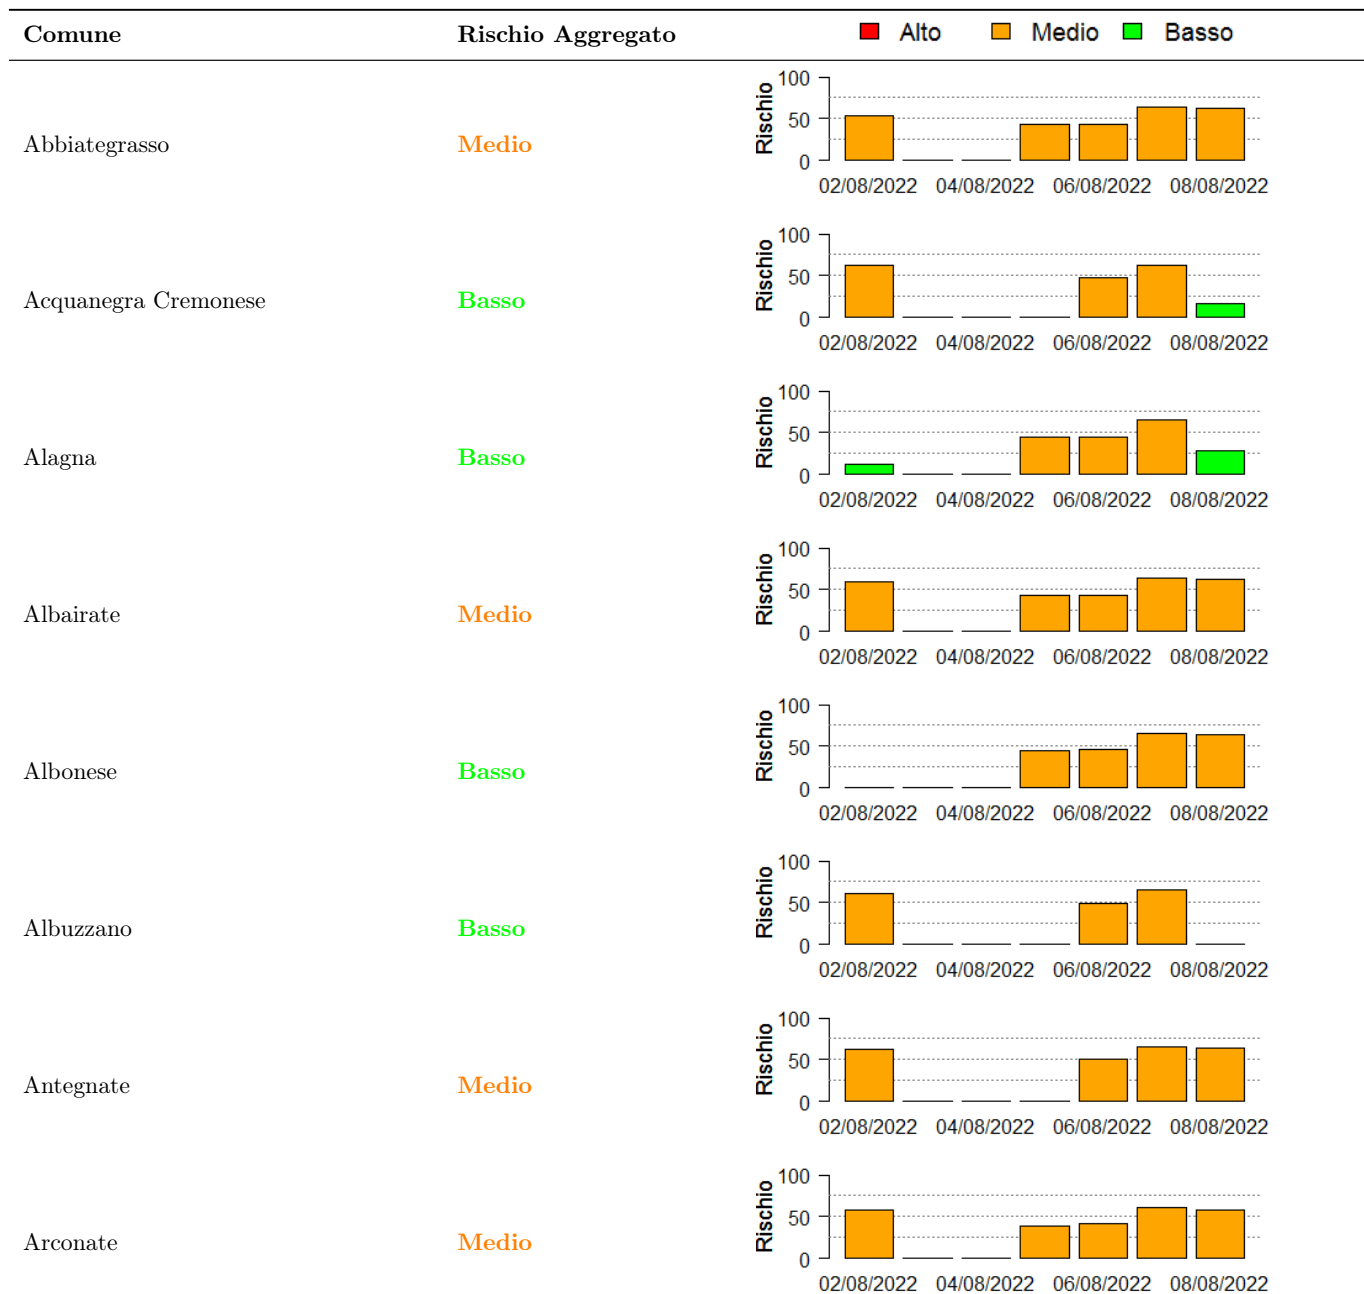 Comune Rischio Aggregato Alto Medio Basso
100
50
0
Rischio
Abbiategrasso Medio
02/08/2022 04/08/2022 06/08/2022 08/08/2022
100
50
0
Rischio
Acquanegra Cremonese Basso
02/08/2022 04/08/2022 06/08/2022 08/08/2022
100
50
0
Rischio
Alagna Basso
02/08/2022 04/08/2022 06/08/2022 08/08/2022
100
50
0
Rischio
Albairate Medio
02/08/2022 04/08/2022 06/08/2022 08/08/2022
100
50
0
Rischio
Albonese Basso
02/08/2022 04/08/2022 06/08/2022 08/08/2022
100
50
0
Rischio
Albuzzano Basso
02/08/2022 04/08/2022 06/08/2022 08/08/2022
100
50
0
Rischio
Antegnate Medio
02/08/2022 04/08/2022 06/08/2022 08/08/2022
100
50
0
Rischio
Arconate Medio
02/08/2022 04/08/2022 06/08/2022 08/08/2022